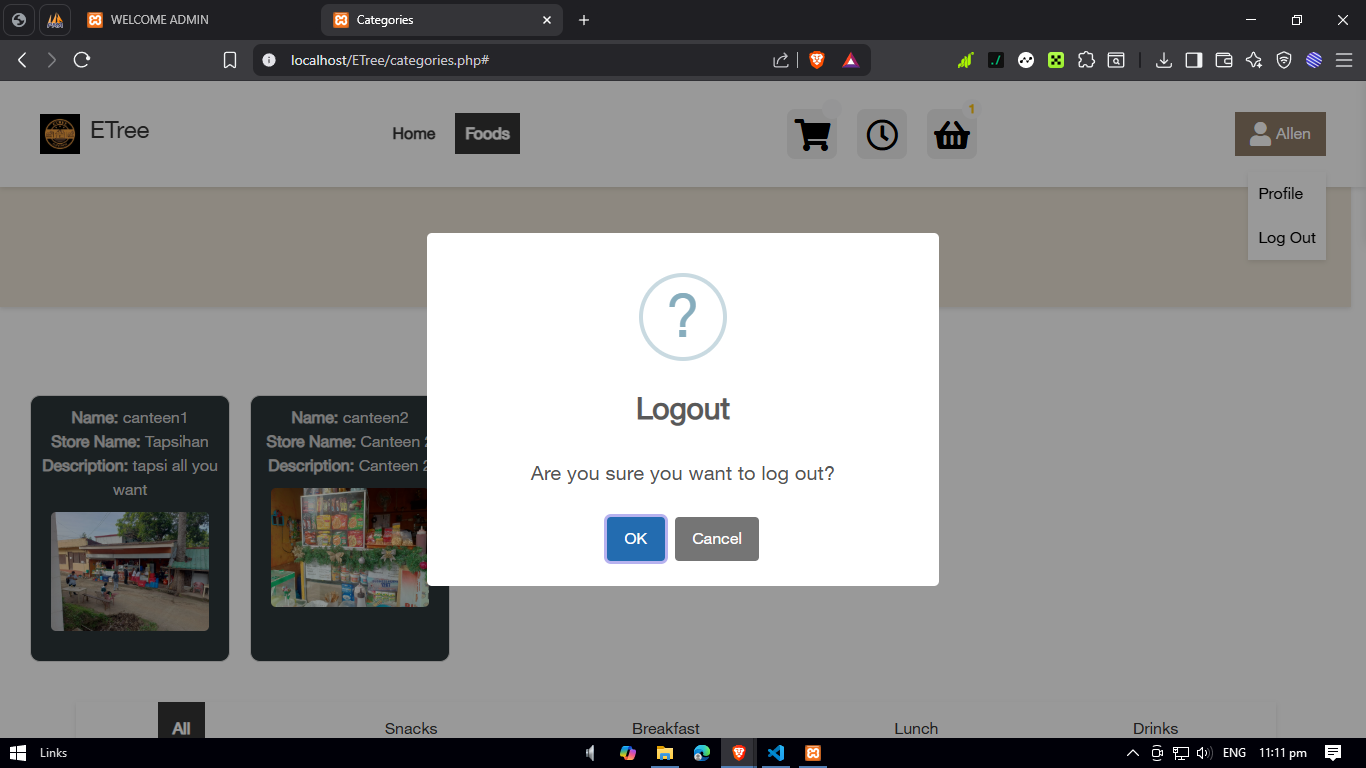 WELCOME ADMIN
Categories
localhost/ETree/categories.php#
ETree
Home
Foods
1
Allen
Profile
Log Out
?
Logout
Are you sure you want to log out?
OK
Cancel
Name: canteen1
Store Name: Tapsihan
Description: tapsi all you
want
Name: canteen2
Store Name: Canteen 2
Description: Canteen 2
All
Snacks
Breakfast
Lunch
Drinks
Links
ENG
11:11 pm